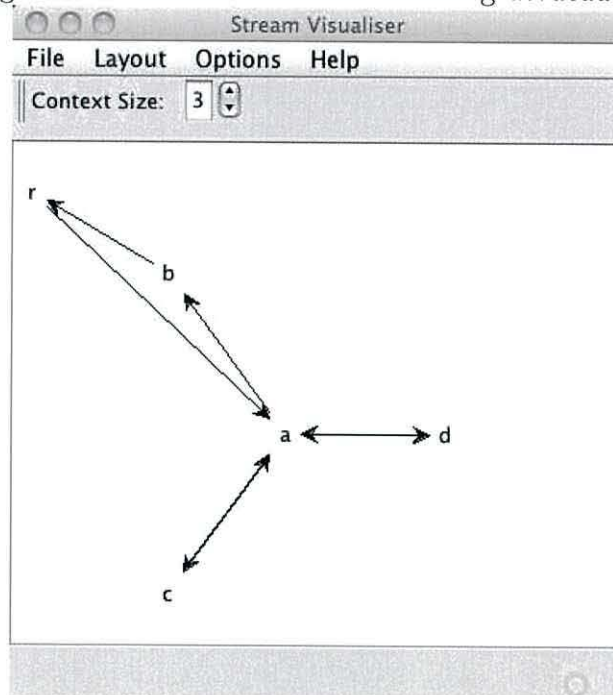 Stream Visualiser
File Layout Options Help
Context Size: 3
r
b
a d
c